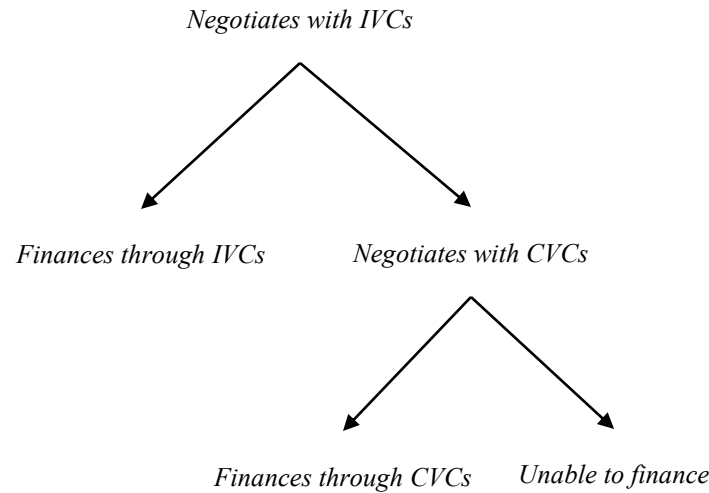 Negotiates with IVCs
Finances through IVCs
Negotiates with CVCs
Finances through CVCs
Unable to finance